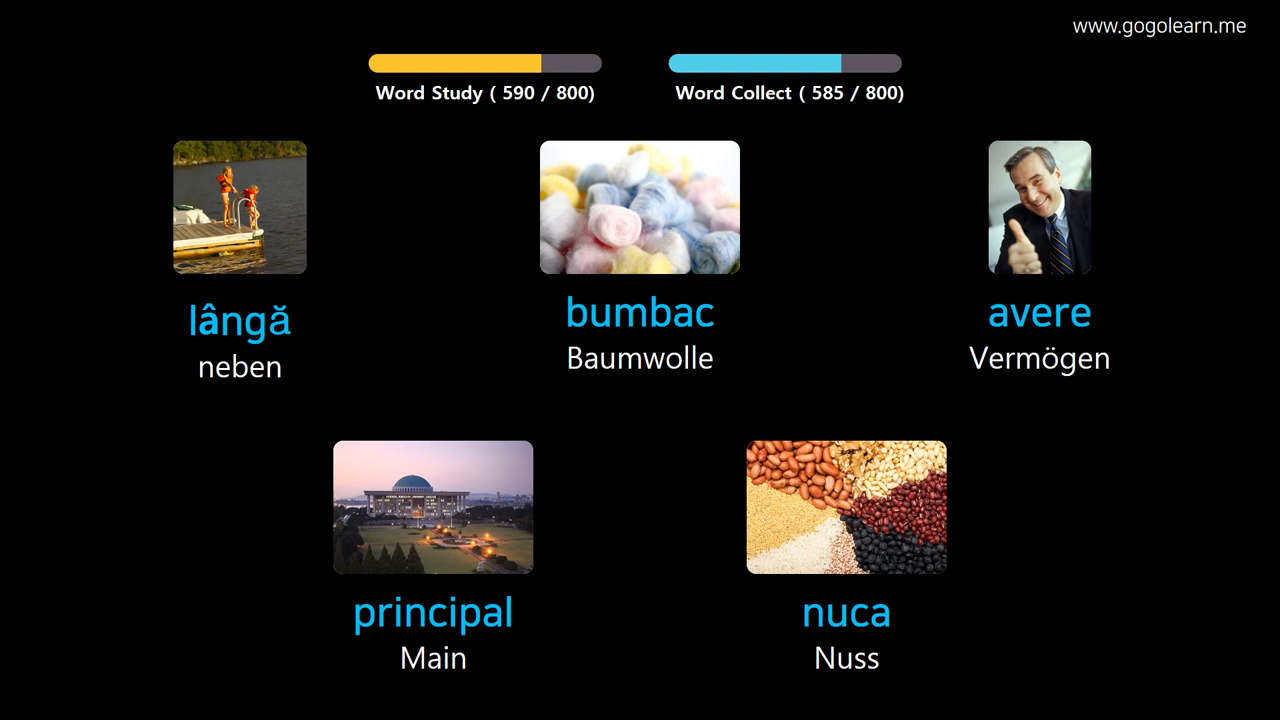 www.gogolearn.me
Word Study ( 590 / 800)
Word Collect ( 585 / 800)
lângă
neben
bumbac
Baumwolle
avere
Vermögen
principal
Main
nuca
Nuss